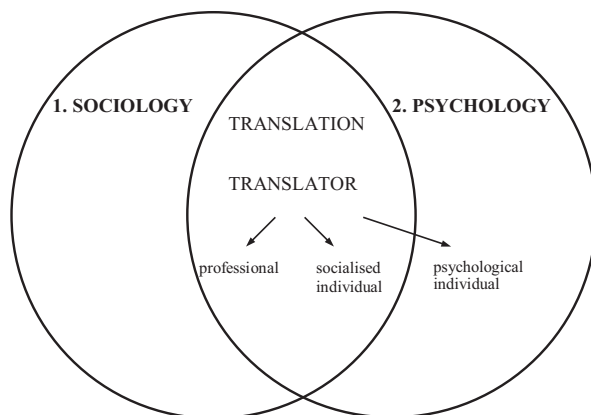 1. SOCIOLOGY
2. PSYCHOLOGY
TRANSLATION
TRANSLATOR
professional
socialised
individual
psychological
individual